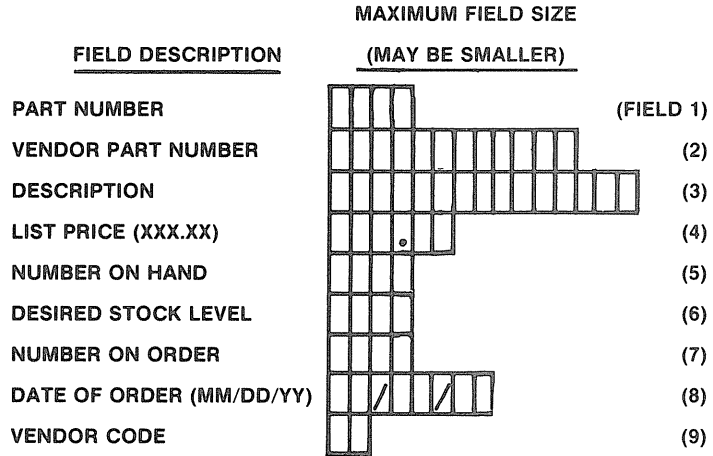 MAXIMUM FIELD SIZE
FIELD DESCRIPTION (MAY BE SMALLER)
PART NUMBER (FIELD 1)
VENDOR PART NUMBER (2)
DESCRIPTION (3)
LIST PRICE (XXX.XX) . (4)
NUMBER ON HAND (5)
DESIRED STOCK LEVEL (6)
NUMBER ON ORDER (7)
DATE OF ORDER (MM/DD/YY) / / (8)
VENDOR CODE (9)